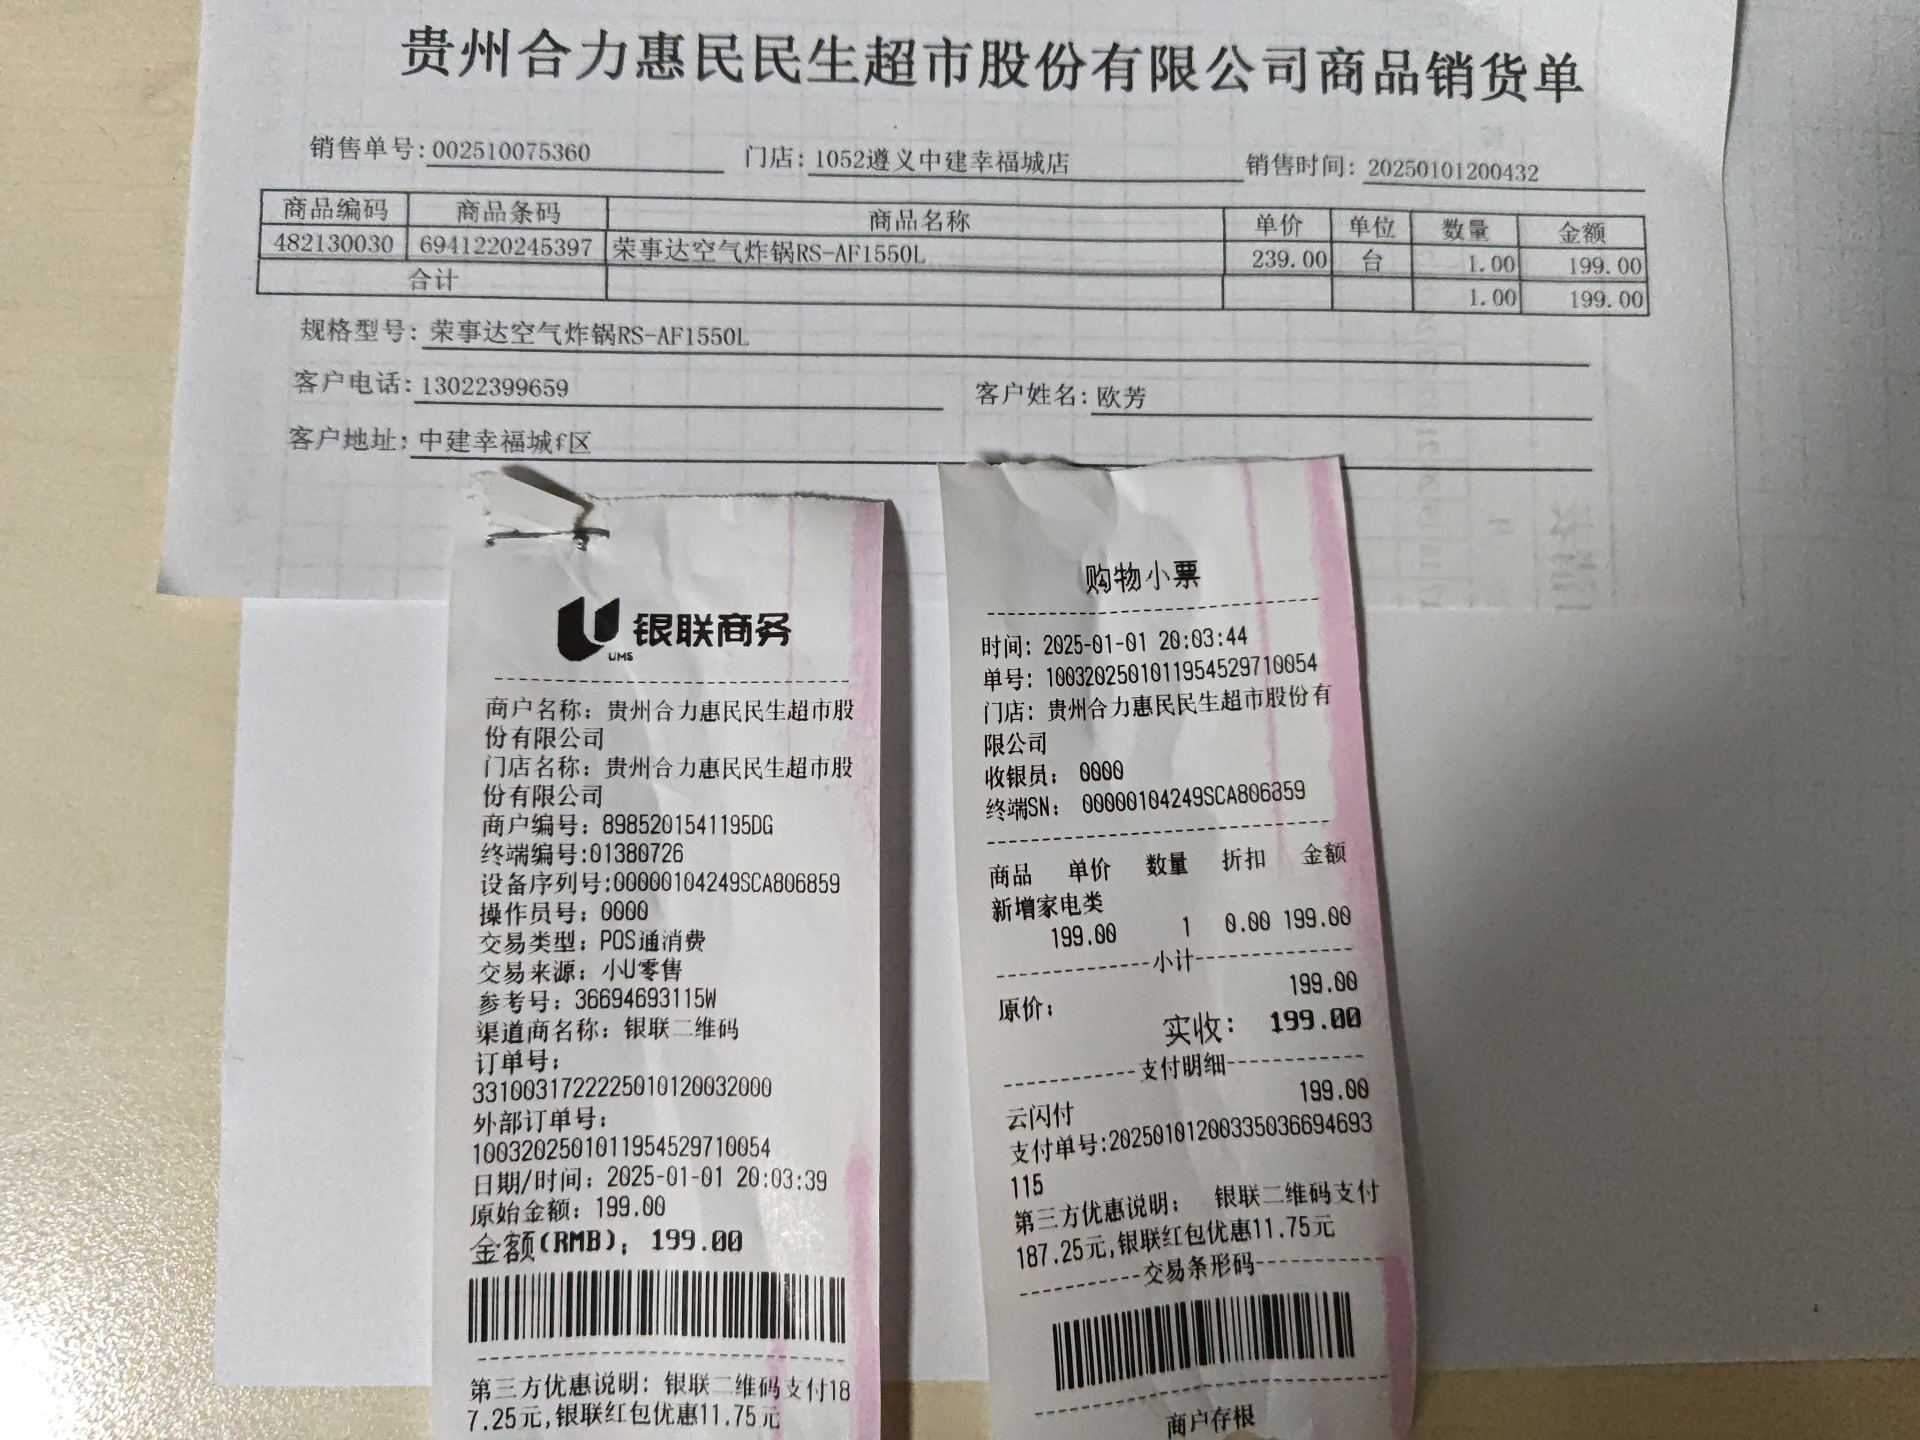 贵州合力惠民民生超市股份有限公司商品销货单
销售单号: 002510075360 门店: 1052遵义中建幸福城店 销售时间: 20250101200432
商品编码 商品条码 商品名称 单价 单位 数量 金额
482130030 6941220245397 荣事达空气炸锅RS-AF1550L 239.00 台 1.00 199.00
合计 1.00 199.00
规格型号: 荣事达空气炸锅RS-AF1550L
客户电话: 13022399659 客户姓名: 欧芳
客户地址: 中建幸福城f区
银联商务
UMS
商户名称: 贵州合力惠民民生超市股
份有限公司
门店名称: 贵州合力惠民民生超市股
份有限公司
商户编号: 8985201541195DG
终端编号:01380726
设备序列号:00000104249SCA806859
操作员号: 0000
交易类型: POS通消费
交易来源: 小U零售
参考号: 36694693115W
渠道商名称: 银联二维码
订单号:
33100317222225010120032000
外部订单号:
1003202501011954529710054
日期/时间: 2025-01-01 20:03:39
原始金额: 199.00
金额(RMB): 199.00
第三方优惠说明: 银联二维码支付18
7.25元,银联红包优惠11.75元
购物小票
时间: 2025-01-01 20:03:44
单号: 1003202501011954529710054
门店: 贵州合力惠民民生超市股份有
限公司
收银员: 0000
终端SN: 00000104249SCA806859
商品 单价 数量 折扣 金额
新增家电类
199.00 1 0.00 199.00
小计
199.00
原价:
实收: 199.00
支付明细
199.00
云闪付
支付单号:202501012003350366946​93
115
第三方优惠说明: 银联二维码支付
187.25元,银联红包优惠11.75元
交易条形码
商户存根